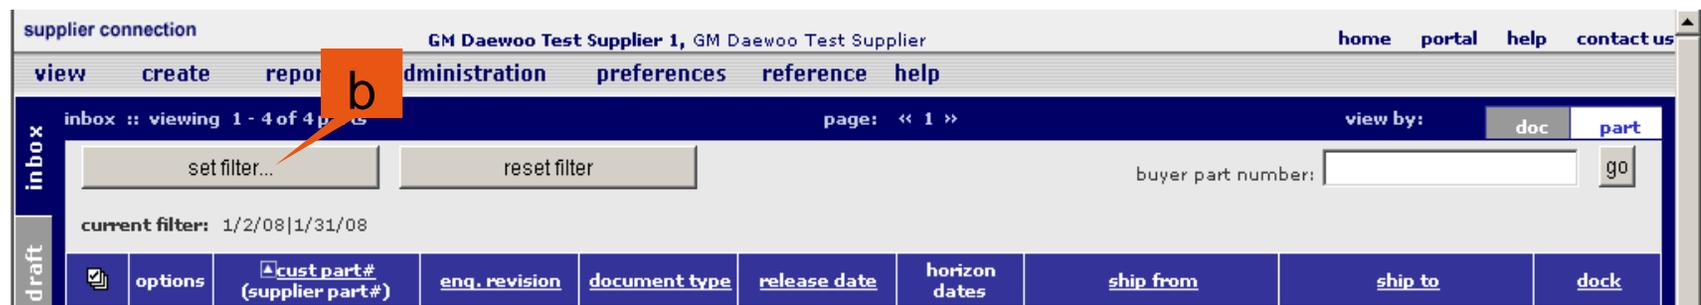 supplier connection
GM Daewoo Test Supplier 1, GM Daewoo Test Supplier
home portal help contact us
view create administration preferences reference help
b
inbox :: viewing 1 - 4 of 4
page: << 1 >>
view by: doc part
inbox
set filter... reset filter
buyer part number: go
current filter: 1/2/08|1/31/08
draft
options
cust part#
(supplier part#)
eng. revision
document type
release date
horizon
dates
ship from
ship to
dock